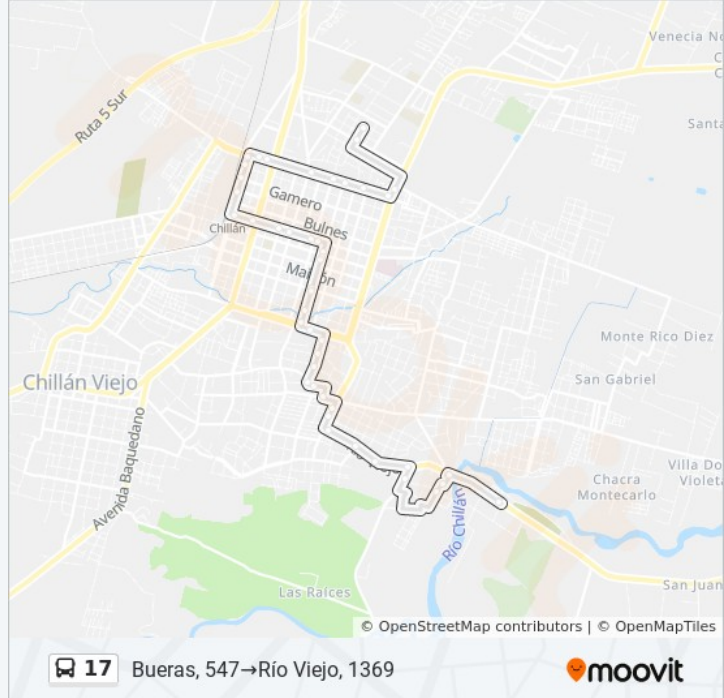 Venecia No
C
C
Ruta 5 Sur
Santa
Gamero
Chillán
Bulnes
Maipón
Monte Rico Diez
Chillán Viejo
San Gabriel
Avenida Baquedano
Villa Do
Violeta
Chacra
Montecarlo
Río Chillán
Las Raíces
San Juan
© OpenStreetMap contributors | © OpenMapTiles
17 Bueras, 547→Río Viejo, 1369
moovit